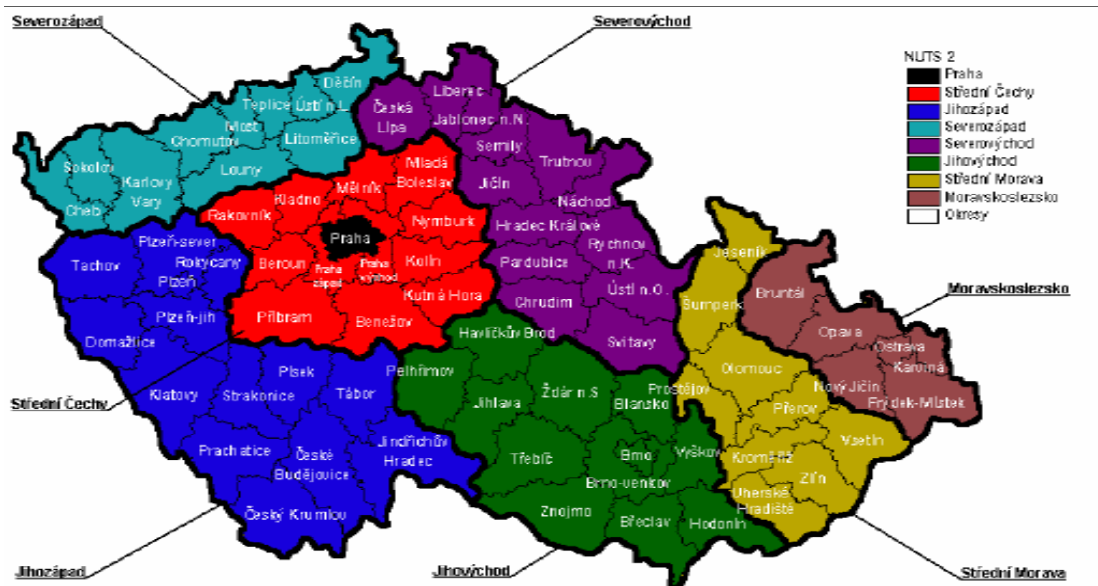 Severozápad
Severovýchod
NUTS 2
Praha
Střední Čechy
Jihozápad
Severozápad
Severovýchod
Jihovýchod
Střední Morava
Moravskoslezsko
Okresy
Děčín
Teplice
Ústí n.L.
Most
Chomutov
Litoměřice
Louny
Sokolov
Karlovy
Vary
Cheb
Česká
Lípa
Liberec
Jablonec n.N.
Semily
Trutnov
Jičín
Náchod
Hradec Králové
Rychnov
n.K.
Pardubice
Ústí n.O.
Chrudim
Svitavy
Mladá
Boleslav
Mělník
Kladno
Rakovník
Nymburk
Praha
Beroun
Praha
západ
Praha
východ
Kolín
Kutná Hora
Příbram
Benešov
Plzeň-sever
Tachov
Rokycany
Plzeň
Plzeň-jih
Domažlice
Klatovy
Písek
Strakonice
Tábor
Prachatice
České
Budějovice
Jindřichův
Hradec
Český Krumlov
Havlíčkův Brod
Pelhřimov
Jihlava
Žďár n.S
Blansko
Třebíč
Brno
Vyškov
Brno-venkov
Znojmo
Břeclav
Hodonín
Jeseník
Šumperk
Olomouc
Prostějov
Přerov
Kroměříž
Vsetín
Zlín
Uherské
Hradiště
Bruntál
Opava
Ostrava
Karviná
Nový Jičín
Frýdek-Místek
Moravskoslezsko
Střední Čechy
Jihozápad
Jihovýchod
Střední Morava